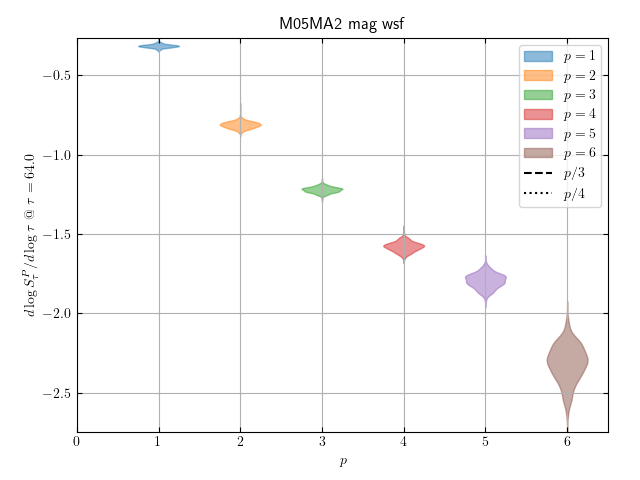 M05MA2 mag wsf
d log S_τ^P / d log τ @ τ = 64.0
−0.5
−1.0
−1.5
−2.0
−2.5
0 1 2 3 4 5 6
p
p = 1
p = 2
p = 3
p = 4
p = 5
p = 6
p/3
p/4